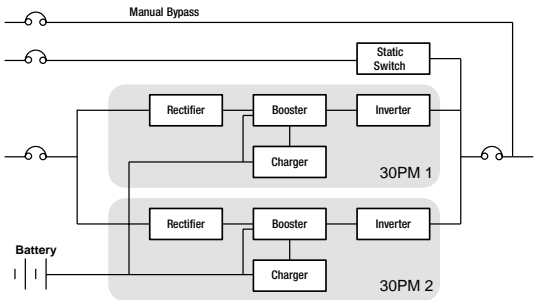 Manual Bypass
Static
Switch
Rectifier
Booster
Inverter
Charger
30PM 1
Rectifier
Booster
Inverter
Battery
Charger
30PM 2